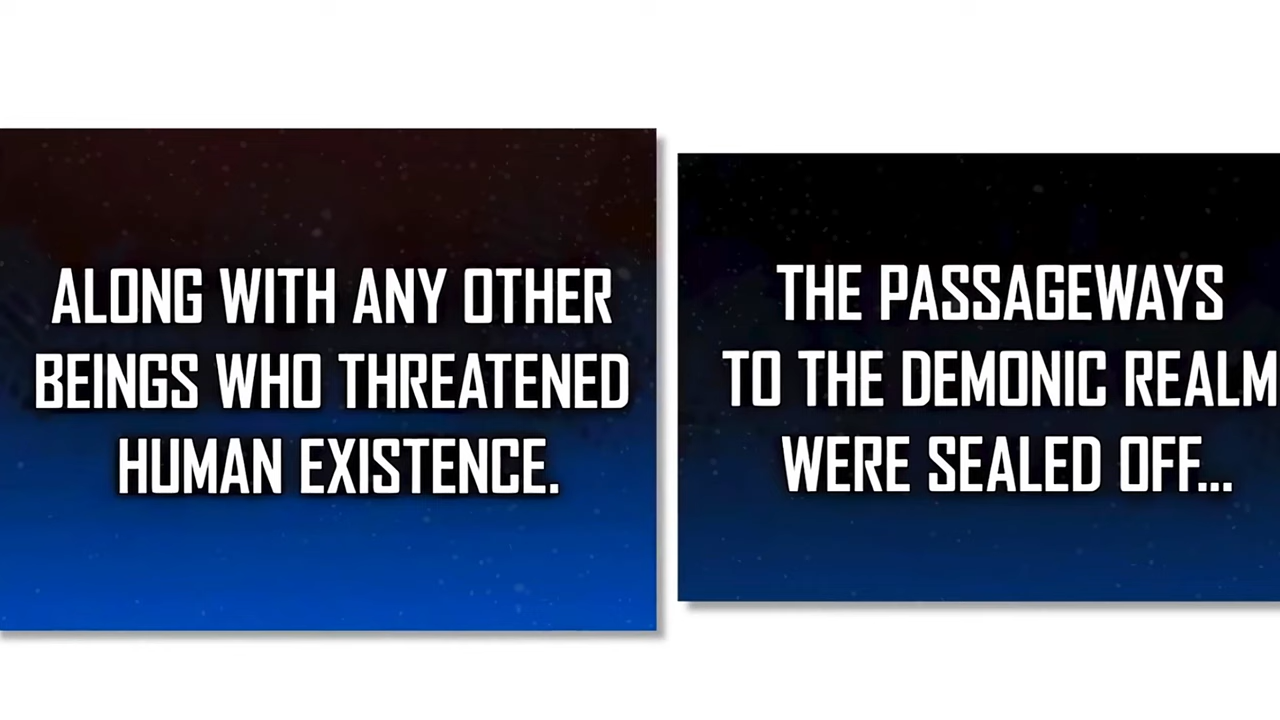 ALONG WITH ANY OTHER
BEINGS WHO THREATENED
HUMAN EXISTENCE.
THE PASSAGEWAYS
TO THE DEMONIC REALM
WERE SEALED OFF...